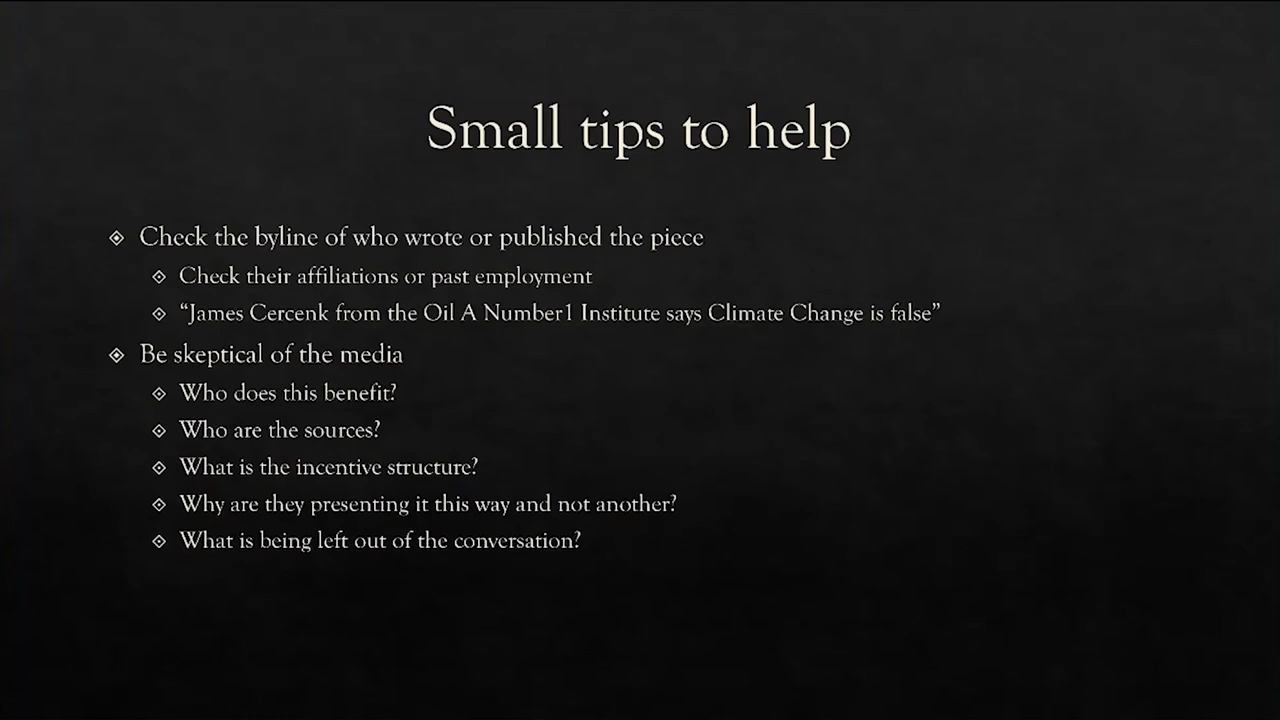 Small tips to help
Check the byline of who wrote or published the piece
Check their affiliations or past employment
“James Cercenk from the Oil A Number1 Institute says Climate Change is false”
Be skeptical of the media
Who does this benefit?
Who are the sources?
What is the incentive structure?
Why are they presenting it this way and not another?
What is being left out of the conversation?